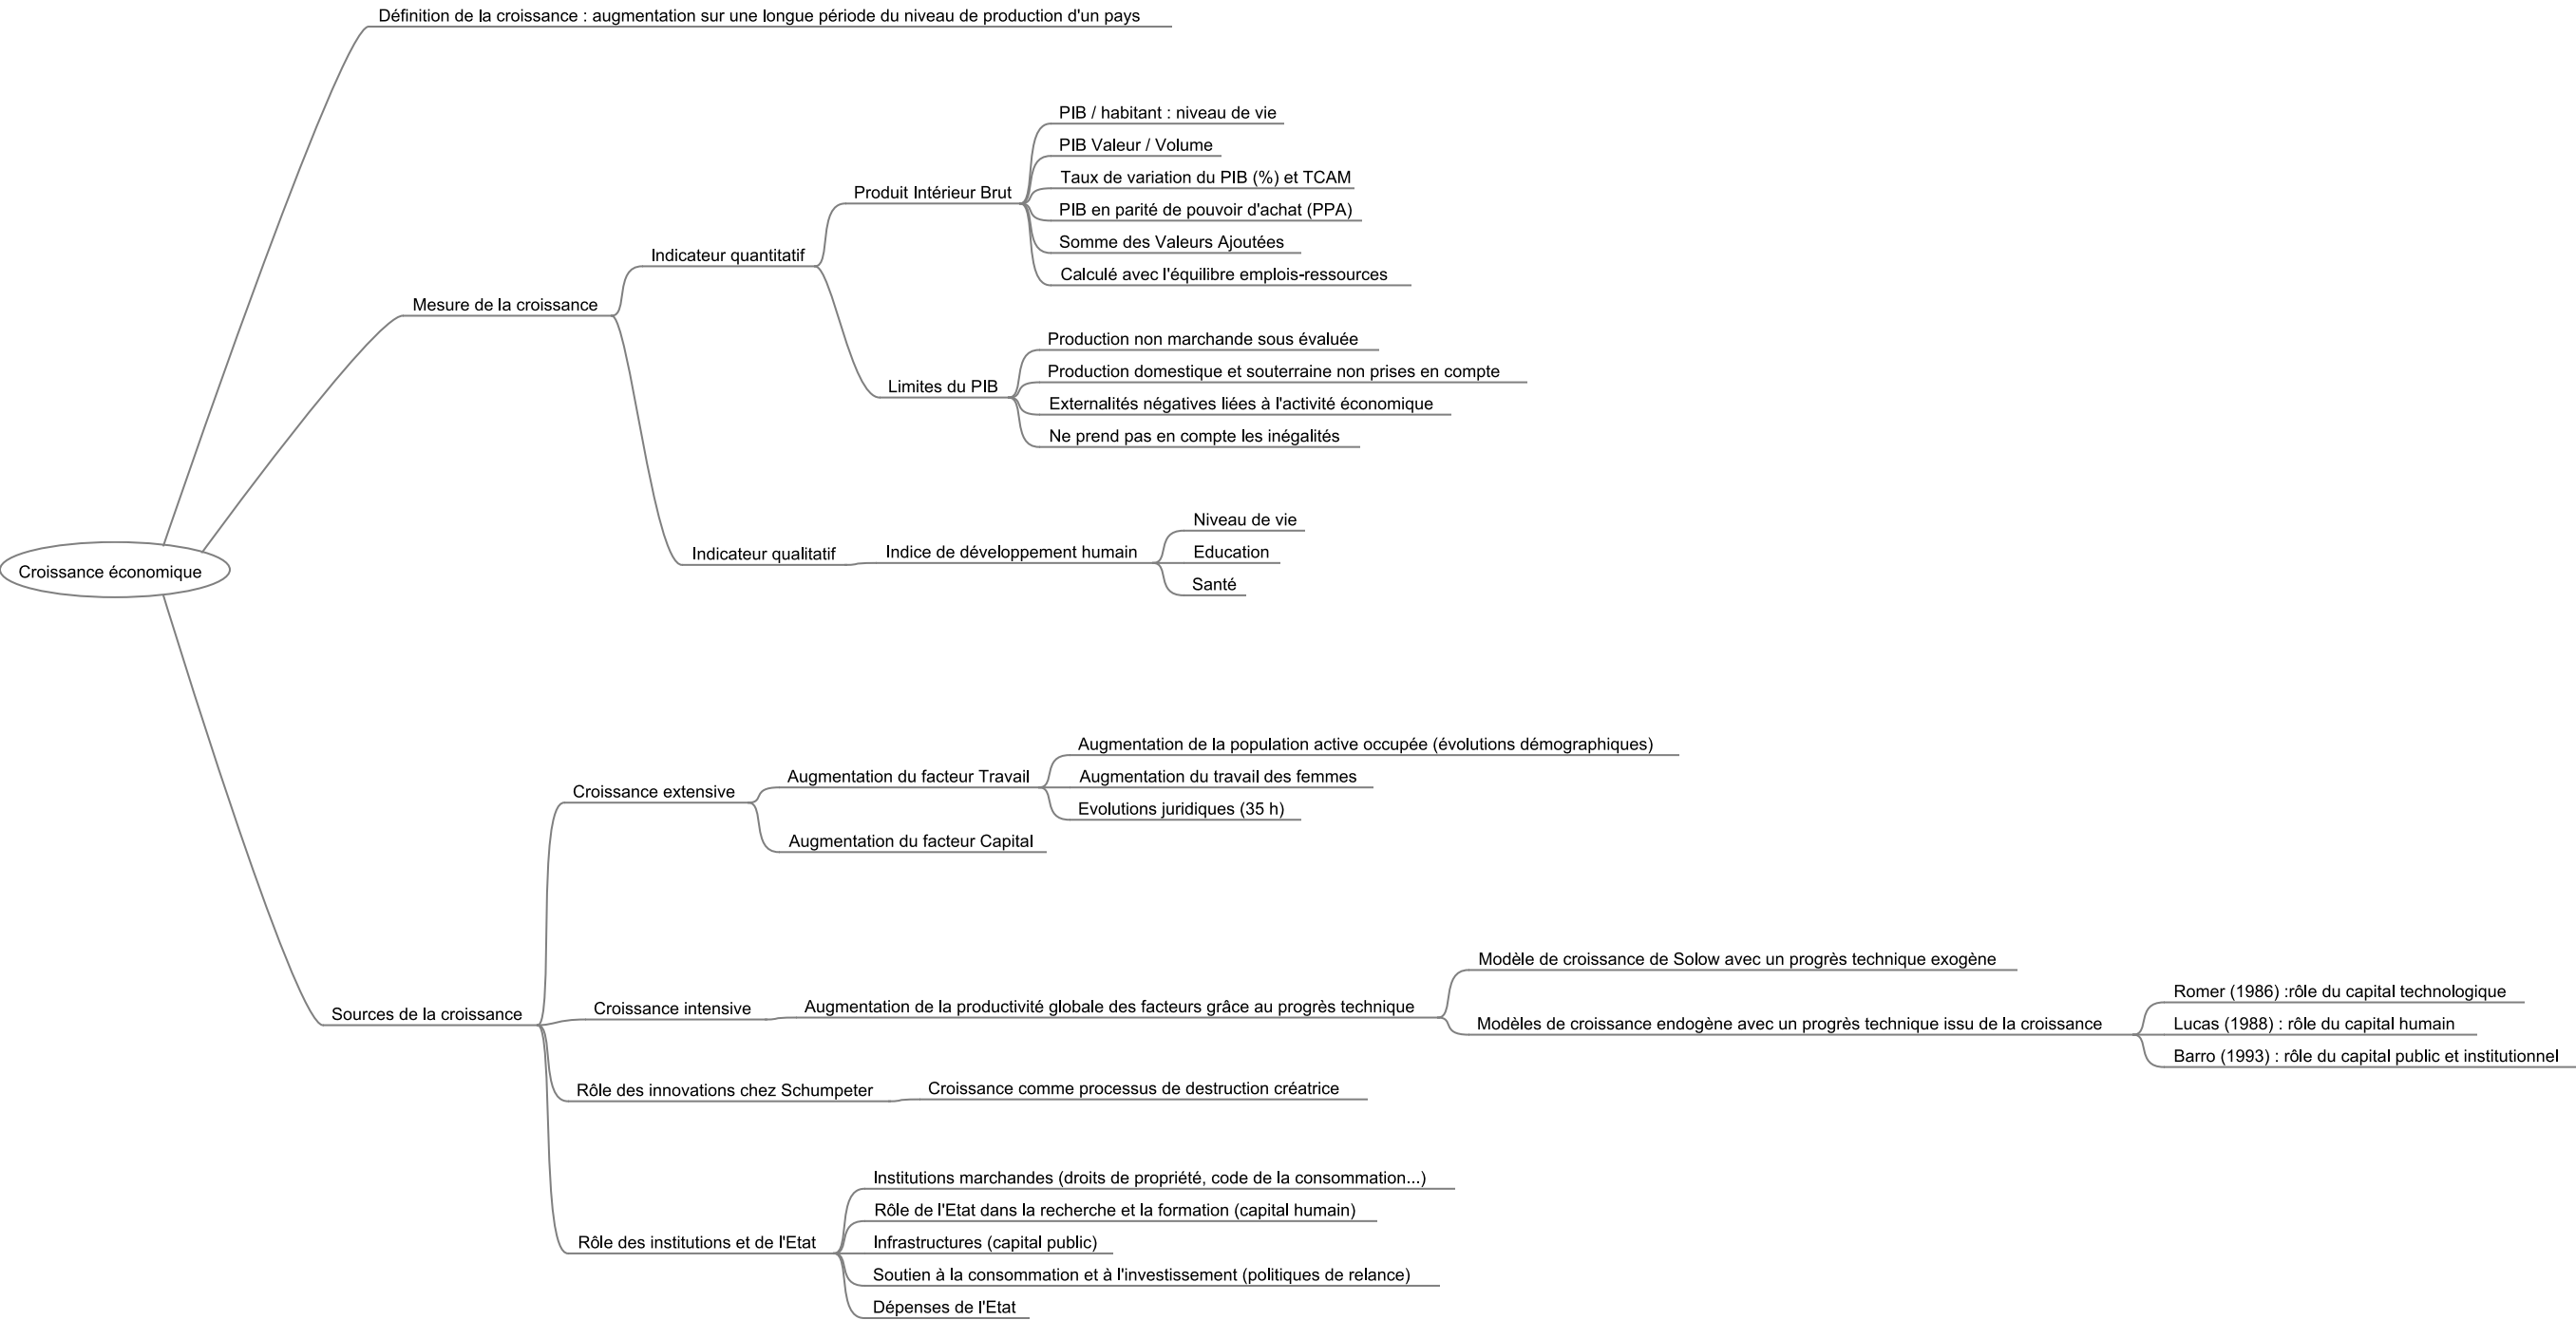 Définition de la croissance : augmentation sur une longue période du niveau de production d'un pays
PIB / habitant : niveau de vie
PIB Valeur / Volume
Taux de variation du PIB (%) et TCAM
Produit Intérieur Brut
PIB en parité de pouvoir d'achat (PPA)
Somme des Valeurs Ajoutées
Indicateur quantitatif
Calculé avec l'équilibre emplois-ressources
Mesure de la croissance
Production non marchande sous évaluée
Production domestique et souterraine non prises en compte
Limites du PIB
Externalités négatives liées à l'activité économique
Ne prend pas en compte les inégalités
Niveau de vie
Indicateur qualitatif
Indice de développement humain
Education
Santé
Croissance économique
Augmentation de la population active occupée (évolutions démographiques)
Augmentation du facteur Travail
Augmentation du travail des femmes
Croissance extensive
Evolutions juridiques (35 h)
Augmentation du facteur Capital
Modèle de croissance de Solow avec un progrès technique exogène
Romer (1986) :rôle du capital technologique
Sources de la croissance
Croissance intensive
Augmentation de la productivité globale des facteurs grâce au progrès technique
Modèles de croissance endogène avec un progrès technique issu de la croissance
Lucas (1988) : rôle du capital humain
Barro (1993) : rôle du capital public et institutionnel
Rôle des innovations chez Schumpeter
Croissance comme processus de destruction créatrice
Institutions marchandes (droits de propriété, code de la consommation...)
Rôle de l'Etat dans la recherche et la formation (capital humain)
Rôle des institutions et de l'Etat
Infrastructures (capital public)
Soutien à la consommation et à l'investissement (politiques de relance)
Dépenses de l'Etat